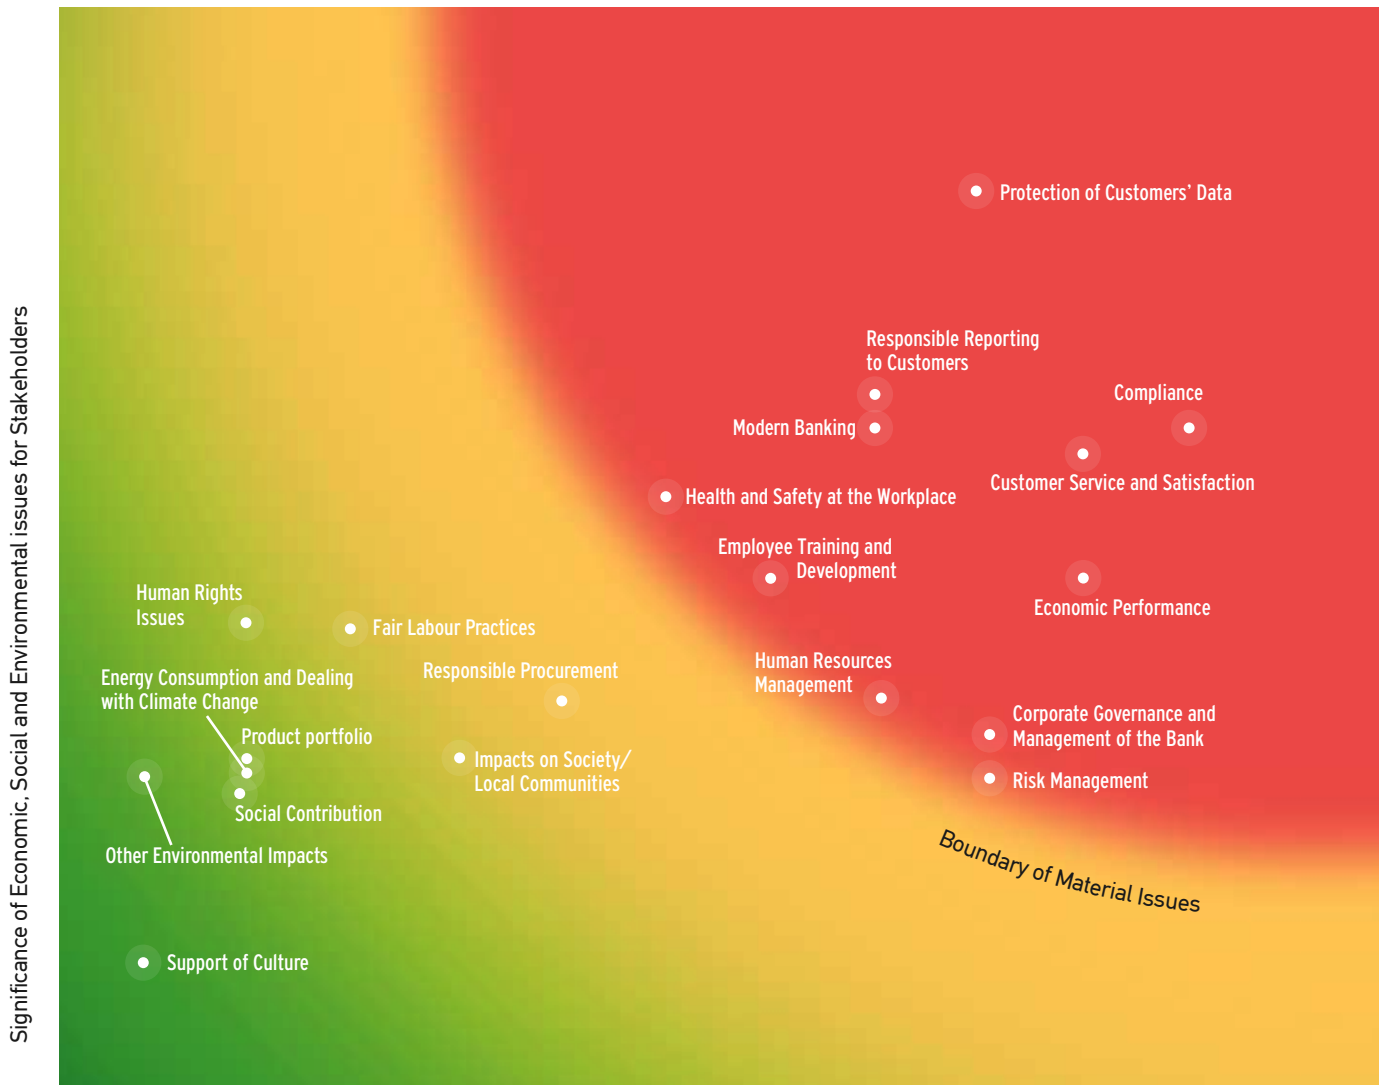 Significance of Economic, Social and Environmental issues for Stakeholders
Protection of Customers’ Data
Responsible Reporting
to Customers
Compliance
Modern Banking
Customer Service and Satisfaction
Health and Safety at the Workplace
Employee Training and
Development
Human Rights
Issues
Economic Performance
Fair Labour Practices
Responsible Procurement
Human Resources
Management
Energy Consumption and Dealing
with Climate Change
Corporate Governance and
Management of the Bank
Product portfolio
Impacts on Society/
Local Communities
Risk Management
Social Contribution
Other Environmental Impacts
Boundary of Material Issues
Support of Culture